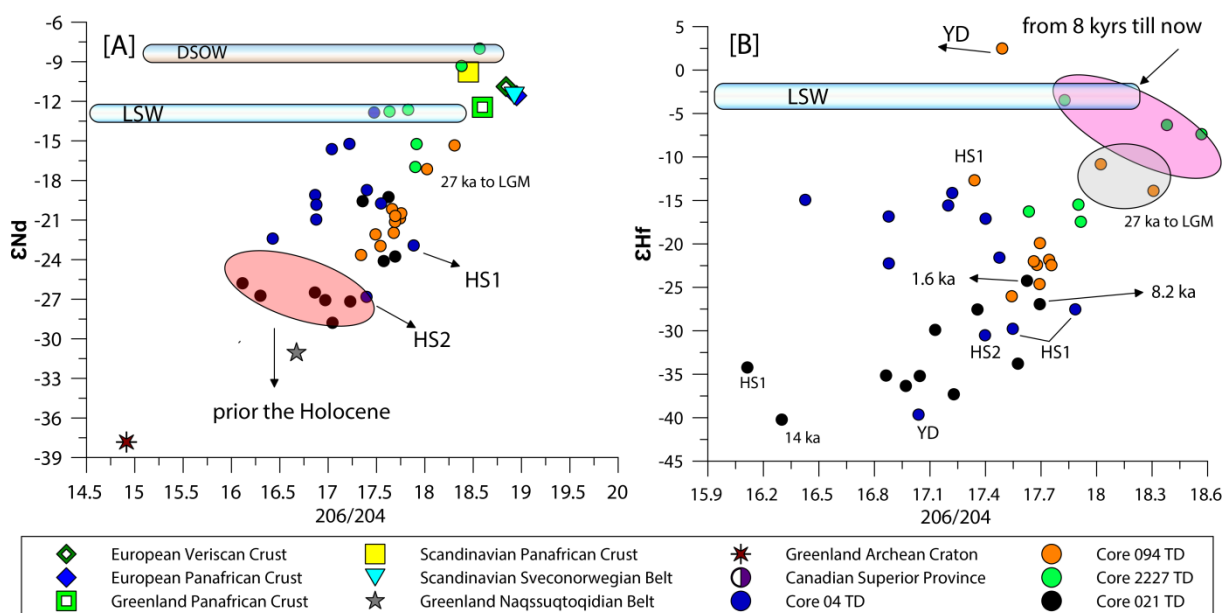 [A]
DSOW
LSW
27 ka to LGM
HS1
HS2
prior the Holocene
εNd
-6
-9
-12
-15
-18
-21
-24
-27
-30
-33
-36
-39
14.5
15
15.5
16
16.5
17
17.5
18
18.5
19
19.5
20
206/204
[B]
YD
from 8 kyrs till now
LSW
HS1
27 ka to LGM
1.6 ka
8.2 ka
HS2
HS1
HS1
14 ka
YD
εHf
5
0
-5
-10
-15
-20
-25
-30
-35
-40
-45
15.9
16.2
16.5
16.8
17.1
17.4
17.7
18
18.3
18.6
206/204
European Veriscan Crust
European Panafrican Crust
Greenland Panafrican Crust
Scandinavian Panafrican Crust
Scandinavian Sveconorwegian Belt
Greenland Naqssuqtoqidian Belt
Greenland Archean Craton
Canadian Superior Province
Core 04 TD
Core 094 TD
Core 2227 TD
Core 021 TD